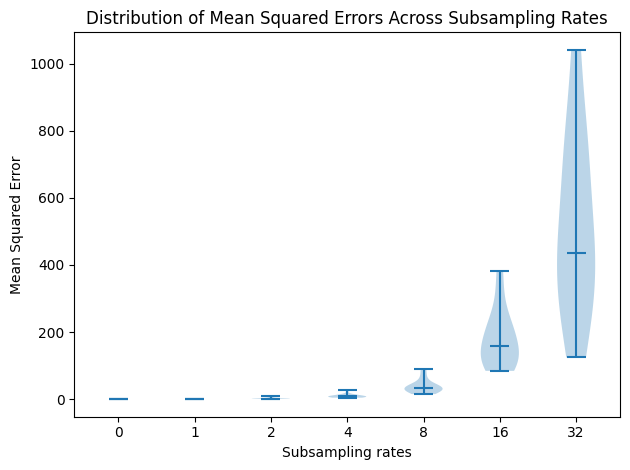 Distribution of Mean Squared Errors Across Subsampling Rates
Mean Squared Error
1000
800
600
400
200
0
0 1 2 4 8 16 32
Subsampling rates